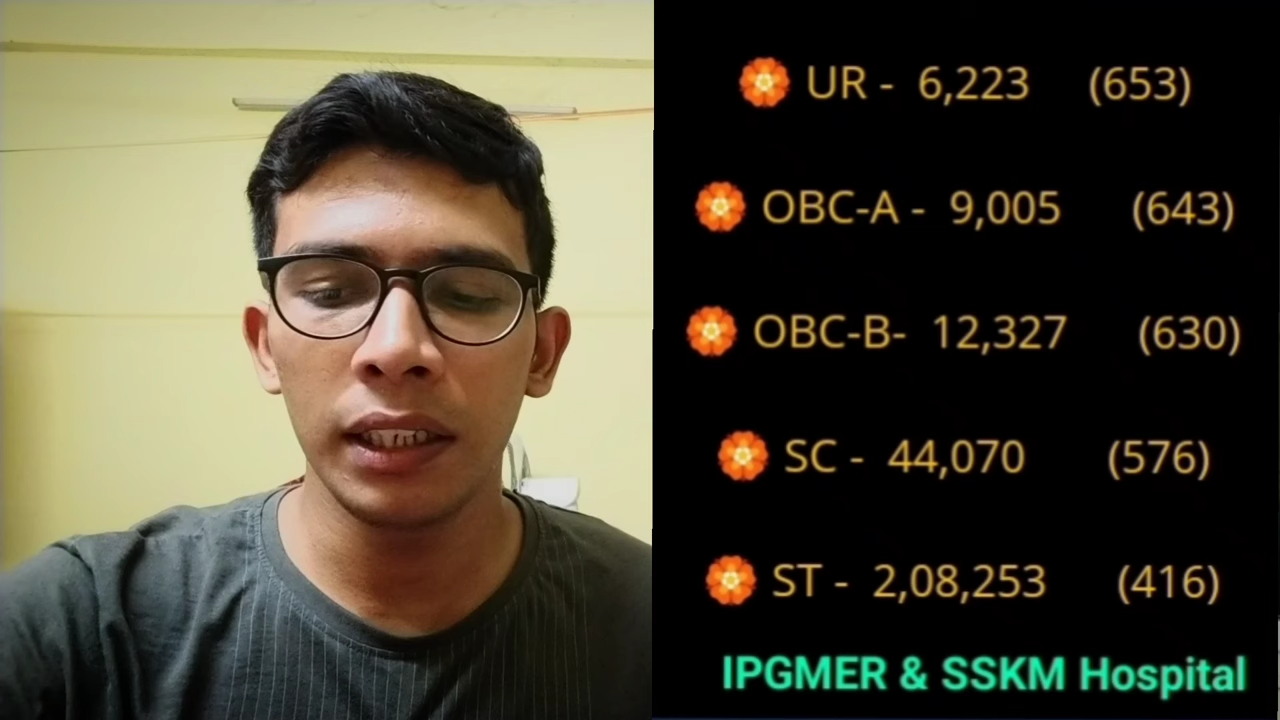 UR - 6,223 (653)
OBC-A - 9,005 (643)
OBC-B- 12,327 (630)
SC - 44,070 (576)
ST - 2,08,253 (416)
IPGMER & SSKM Hospital